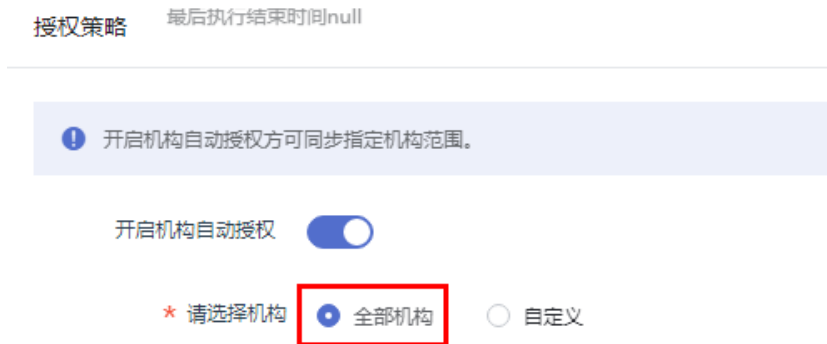 授权策略 最后执行结束时间null
开启机构自动授权方可同步指定机构范围。
开启机构自动授权
* 请选择机构 全部机构 自定义